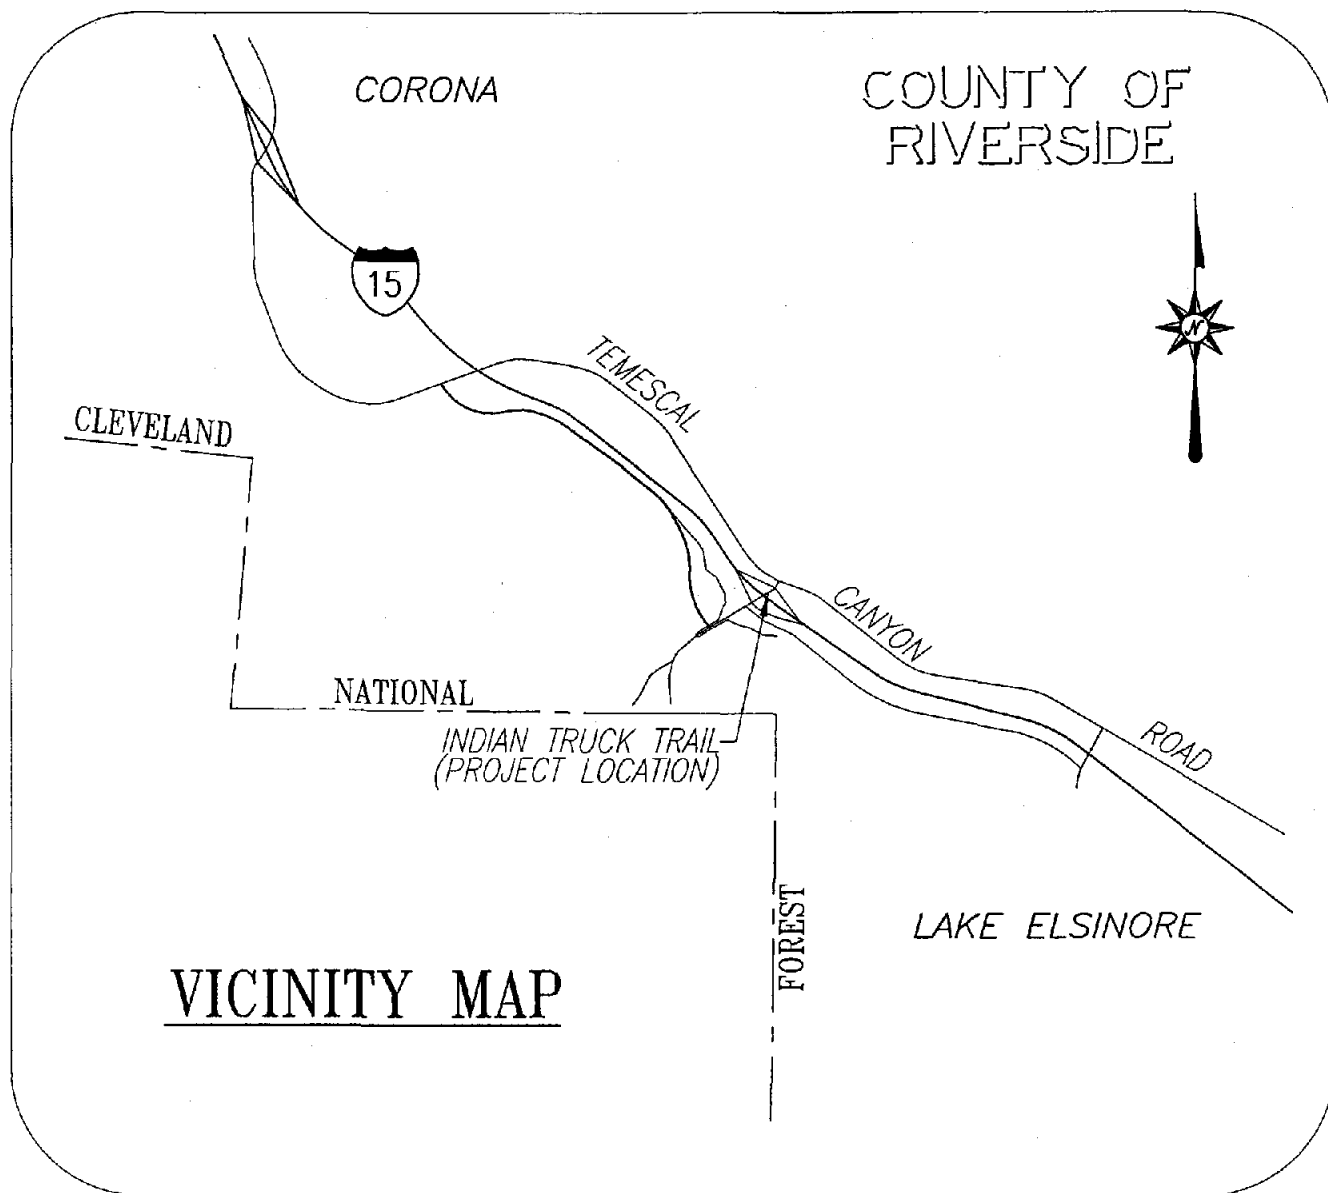 CORONA
COUNTY OF
RIVERSIDE
15
TEMESCAL
N
CLEVELAND
CANYON
NATIONAL
INDIAN TRUCK TRAIL
(PROJECT LOCATION)
ROAD
FOREST
LAKE ELSINORE
VICINITY MAP